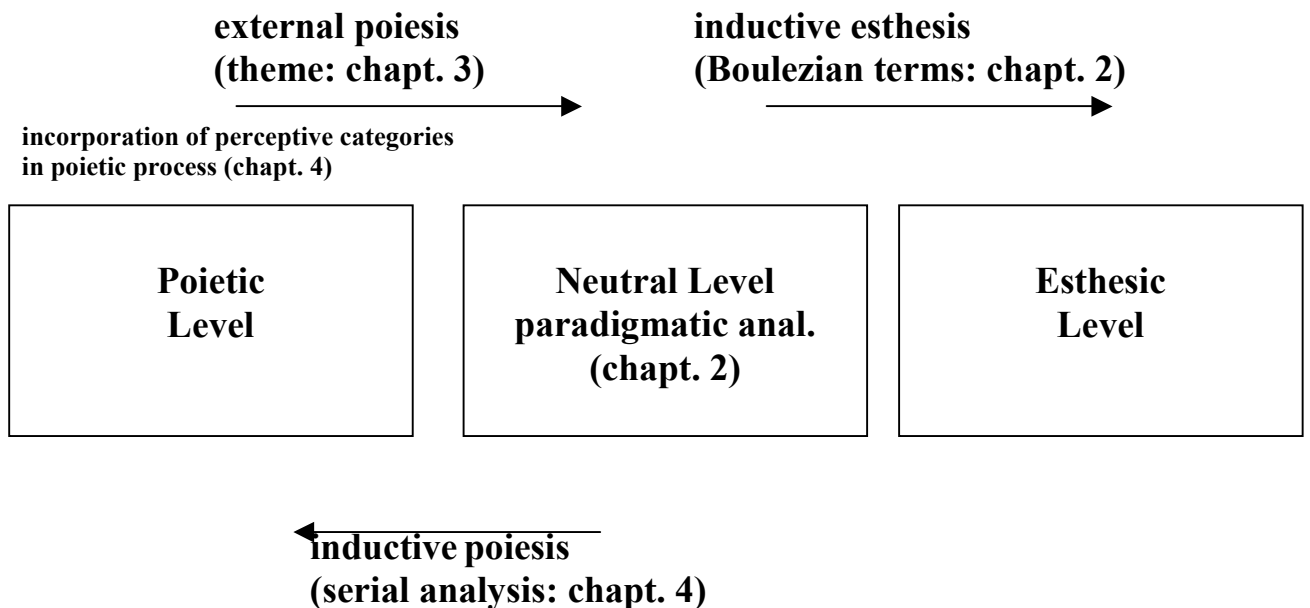 external poiesis
(theme: chapt. 3)
inductive esthesis
(Boulezian terms: chapt. 2)
incorporation of perceptive categories
in poietic process (chapt. 4)
Poietic
Level
Neutral Level
paradigmatic anal.
(chapt. 2)
Esthesic
Level
inductive poiesis
(serial analysis: chapt. 4)